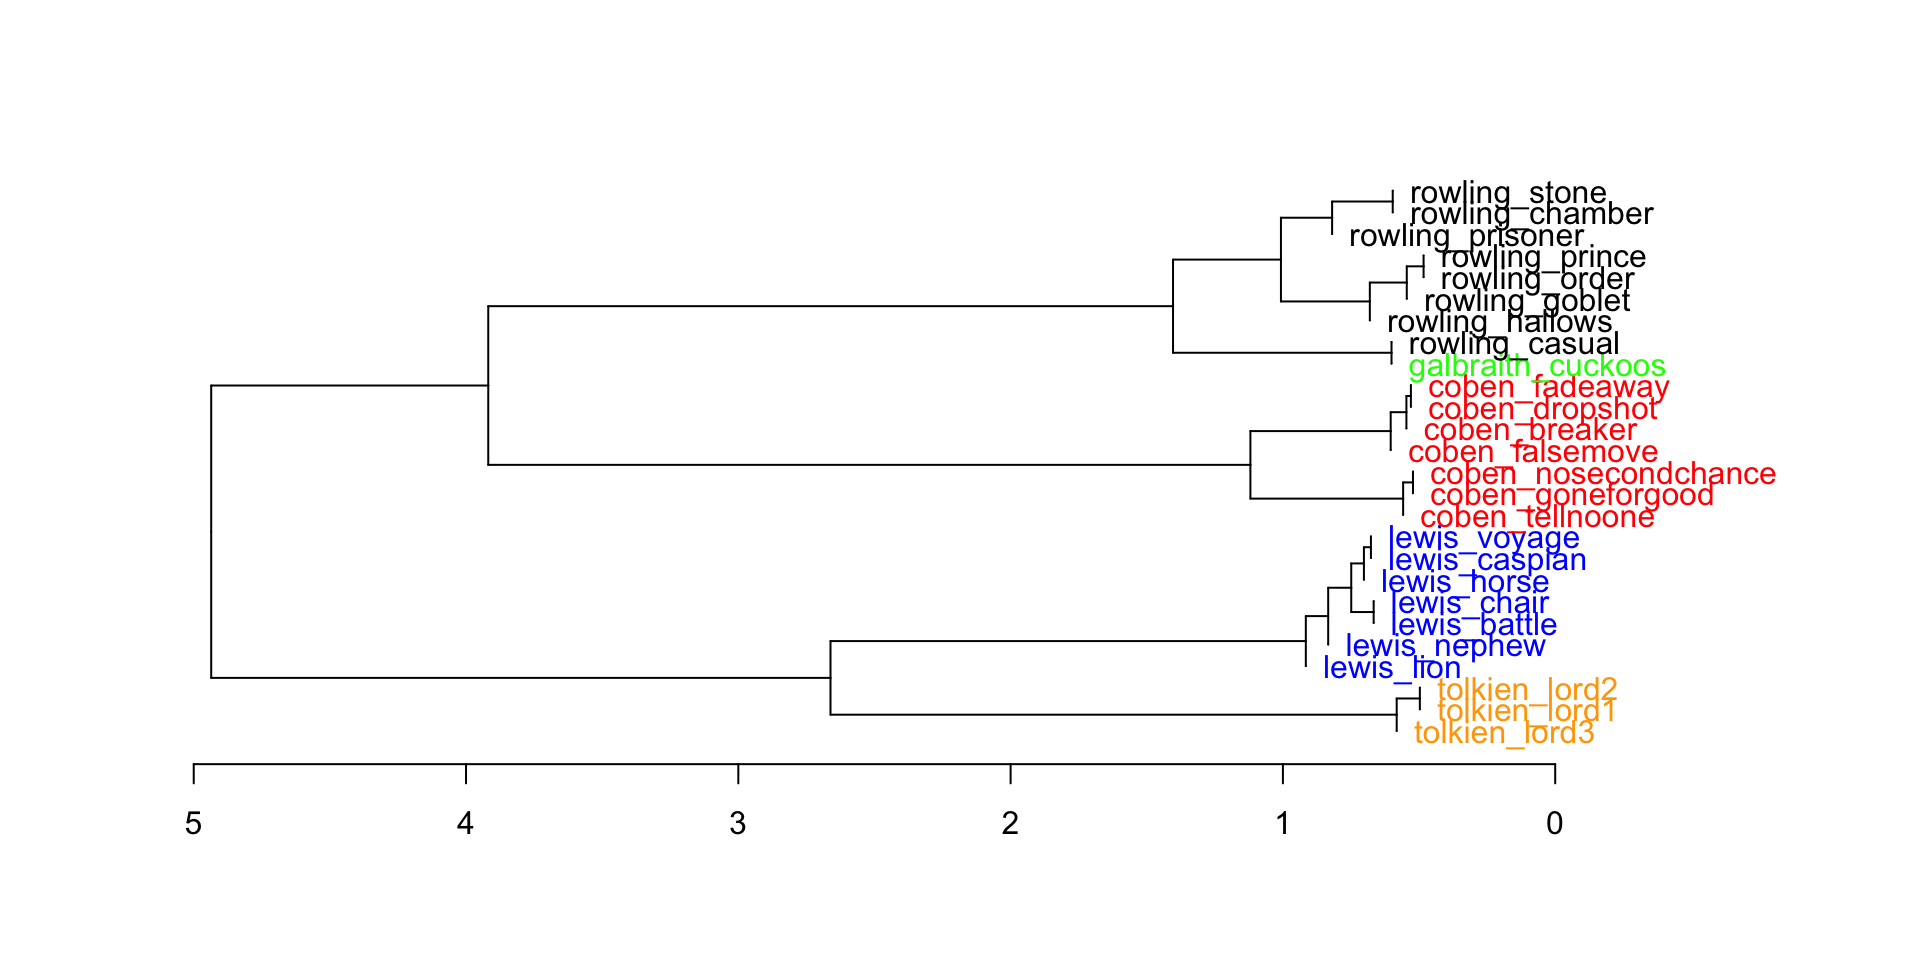 rowling_stone
rowling_chamber
rowling_prisoner
rowling_prince
rowling_order
rowling_goblet
rowling_hallows
rowling_casual
galbraith_cuckoos
coben_fadeaway
coben_dropshot
coben_breaker
coben_falsemove
coben_nosecondchance
coben_goneforgood
coben_tellnoone
lewis_voyage
lewis_caspian
lewis_horse
lewis_chair
lewis_battle
lewis_nephew
lewis_lion
tolkien_lord2
tolkien_lord1
tolkien_lord3
5 4 3 2 1 0